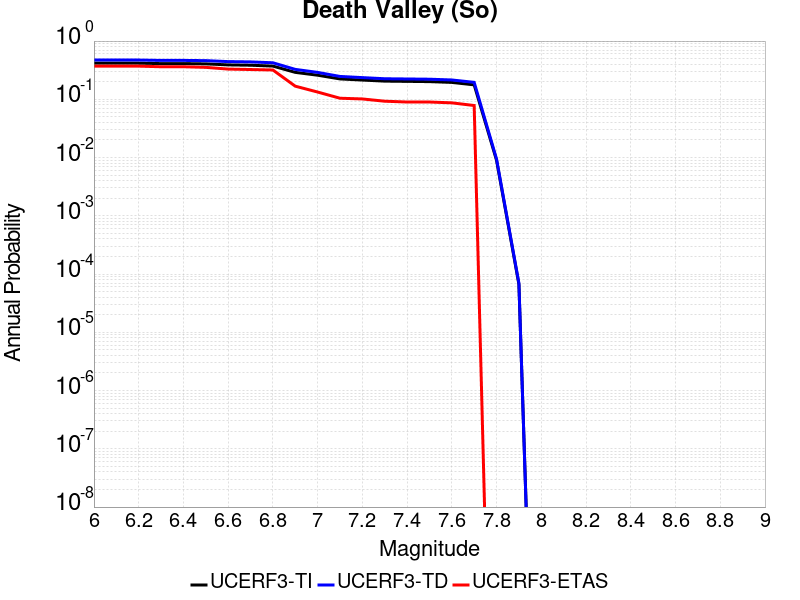 Death Valley (So)
10^0
10^-1
10^-2
10^-3
10^-4
10^-5
10^-6
10^-7
10^-8
Annual Probability
6 6.2 6.4 6.6 6.8 7 7.2 7.4 7.6 7.8 8 8.2 8.4 8.6 8.8 9
Magnitude
UCERF3-TI UCERF3-TD UCERF3-ETAS